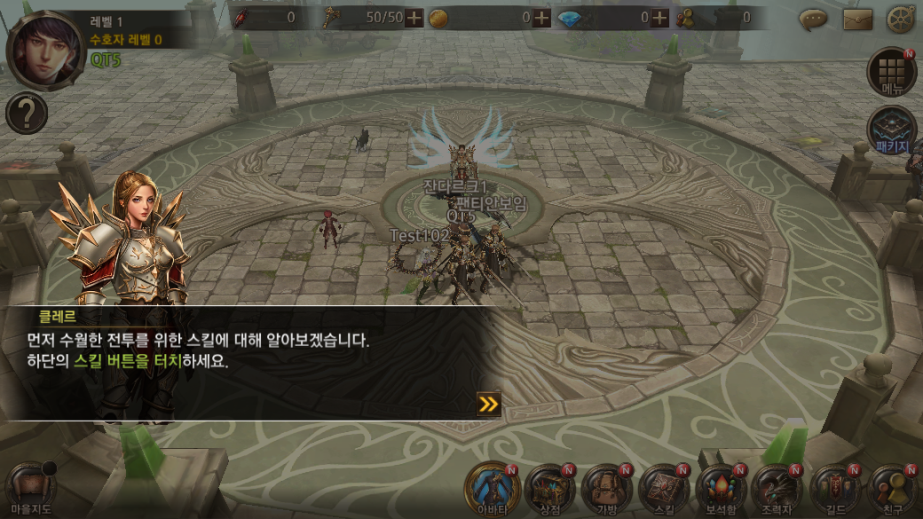 레벨 1
수호자 레벨 0
QT5
0
50/50
0
0
0
N
메뉴
패키지
잔다르크1
팬티안보임
QT5
Test102
클레르
먼저 수월한 전투를 위한 스킬에 대해 알아보겠습니다.
하단의 스킬 버튼을 터치하세요.
마을지도
N
아바타
N
상점
N
가방
N
스킬
N
보석함
N
조력자
N
길드
N
친구